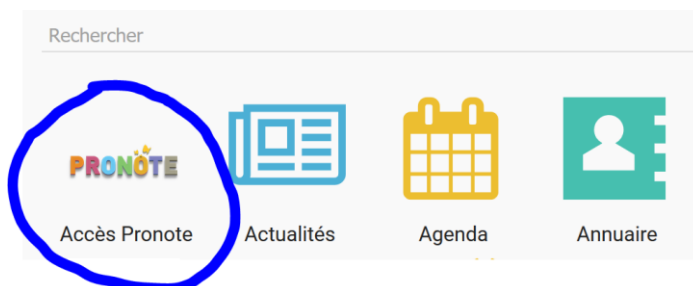 Rechercher
PRONOTE
Accès Pronote
Actualités
Agenda
Annuaire